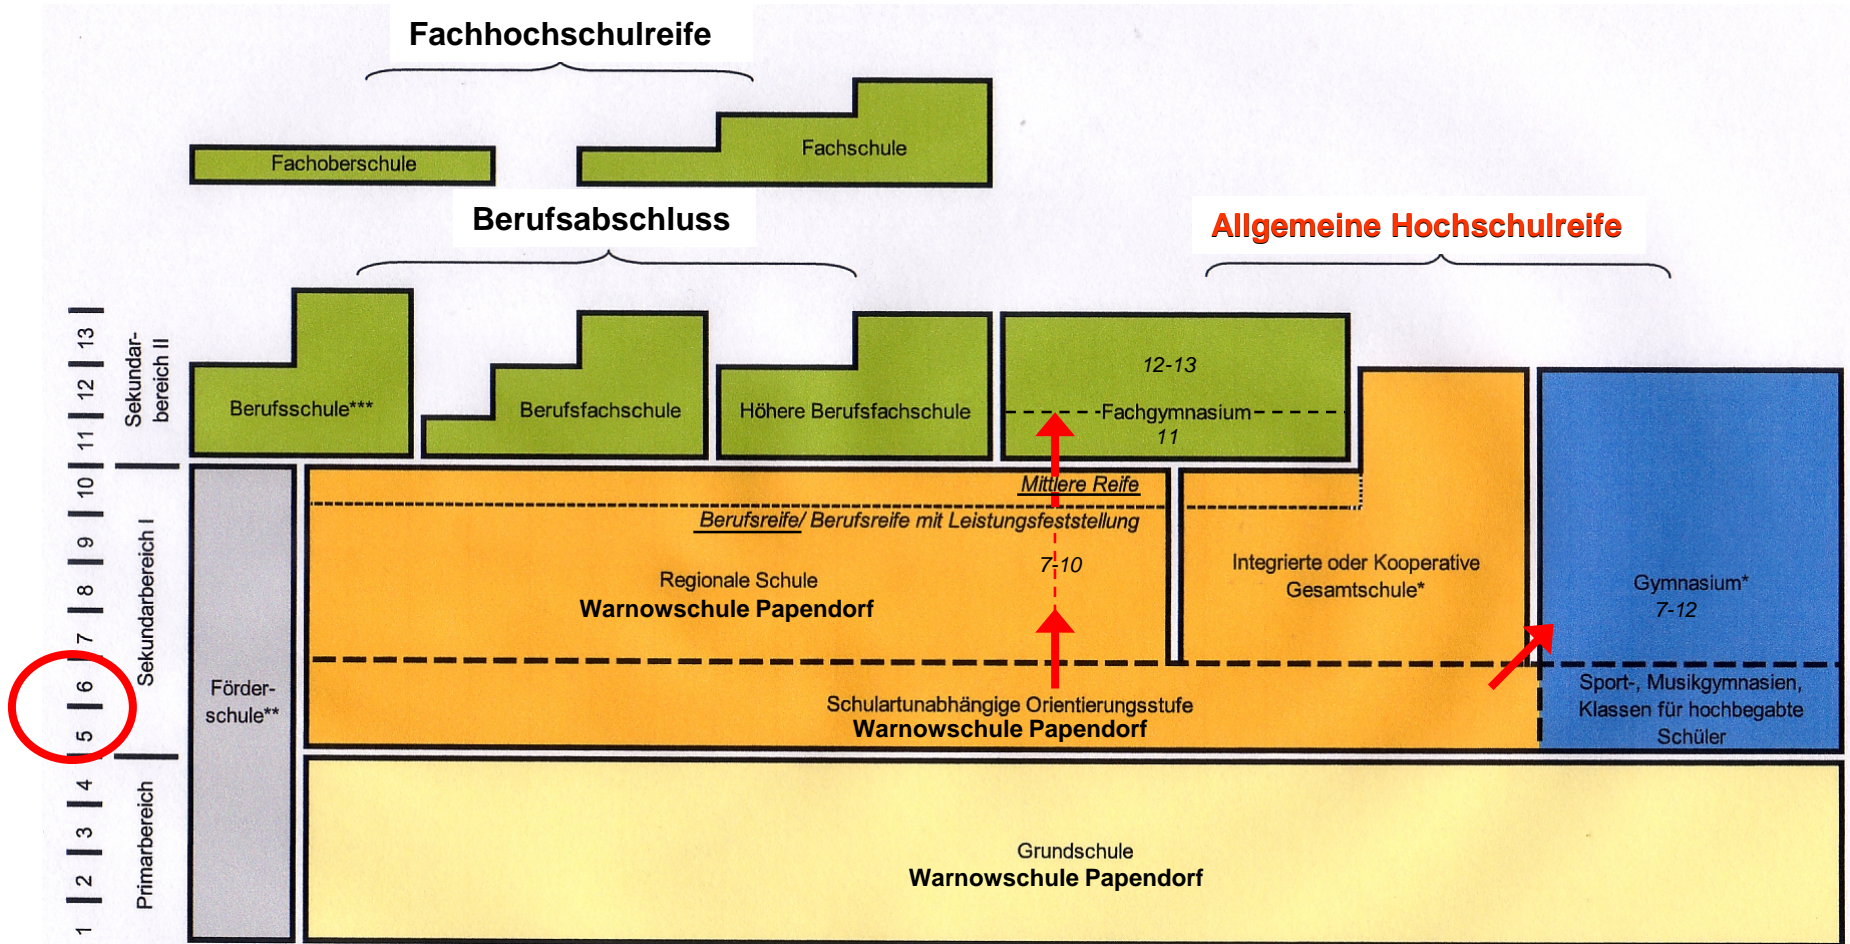 Fachhochschulreife
Fachoberschule
Fachschule
Berufsabschluss
Allgemeine Hochschulreife
13
12
11
Sekundar-
bereich II
Berufsschule***
Berufsfachschule
Höhere Berufsfachschule
12-13
Fachgymnasium
11
10
9
8
7
6
5
Sekundarbereich I
Förder-
schule**
Mittlere Reife
Berufsreife/ Berufsreife mit Leistungsfeststellung
7-10
Regionale Schule
Warnowschule Papendorf
Integrierte oder Kooperative
Gesamtschule*
Gymnasium*
7-12
Schulartunabhängige Orientierungsstufe
Warnowschule Papendorf
Sport-, Musikgymnasien,
Klassen für hochbegabte
Schüler
4
3
2
1
Primarbereich
Grundschule
Warnowschule Papendorf